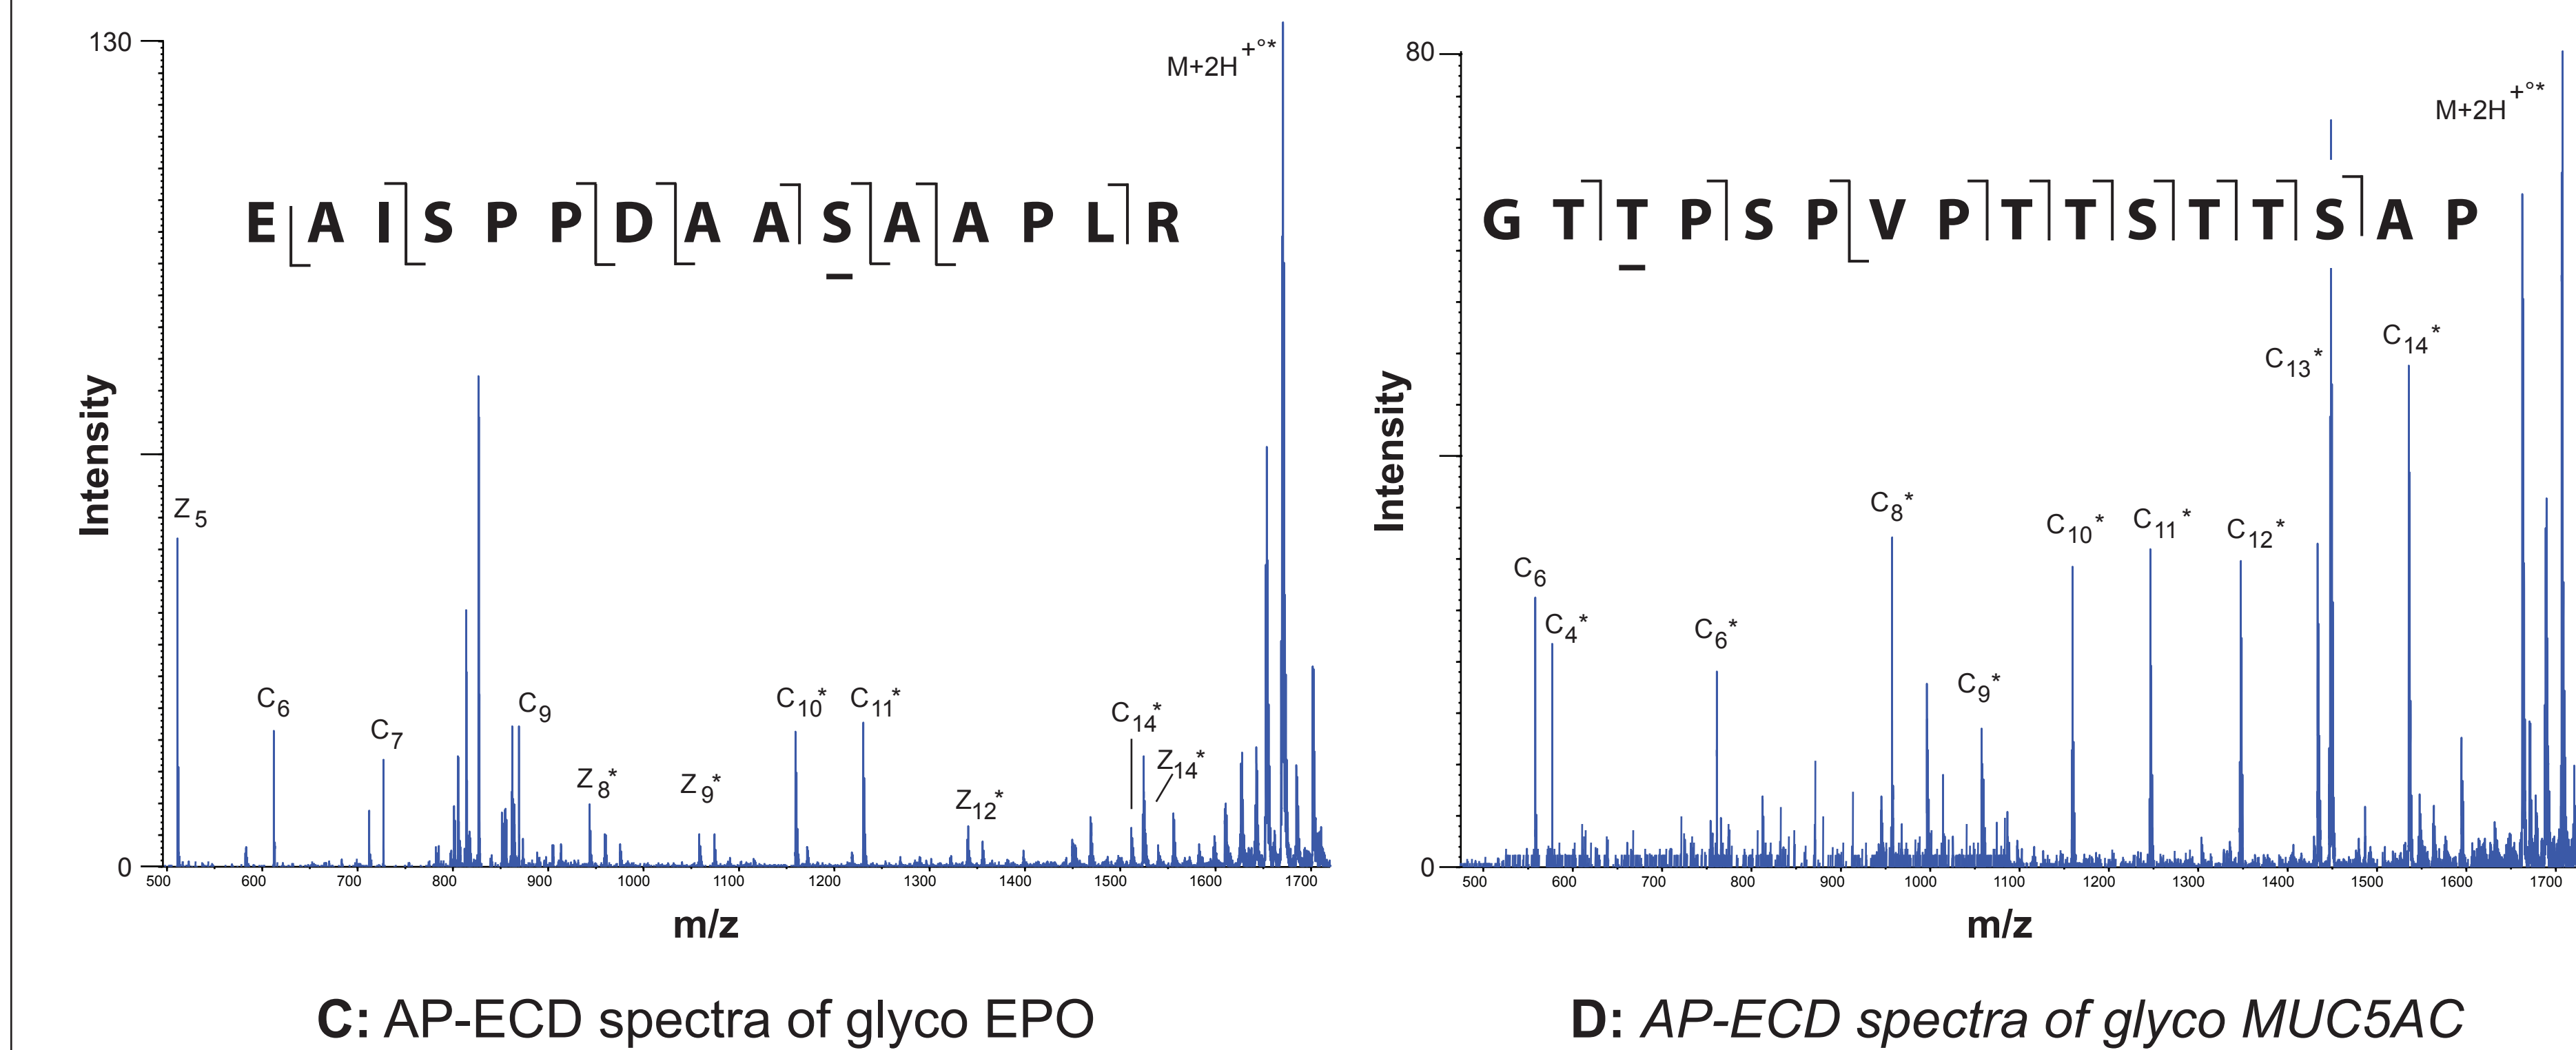 130
M+2H +°*
E A I S P P D A A S A A P L R
Intensity
Z 5
C6
C7
C9
Z 8*
Z 9*
C10*
C11*
Z12*
C14*
Z14*
0
500 600 700 800 900 1000 1100 1200 1300 1400 1500 1600 1700
m/z
C: AP-ECD spectra of glyco EPO
80
M+2H +°*
G T T P S P V P T T S T T S A P
Intensity
C13*
C14*
C8*
C10*
C11*
C12*
C6
C4*
C6*
C9*
0
500 600 700 800 900 1000 1100 1200 1300 1400 1500 1600 1700
m/z
D: AP-ECD spectra of glyco MUC5AC